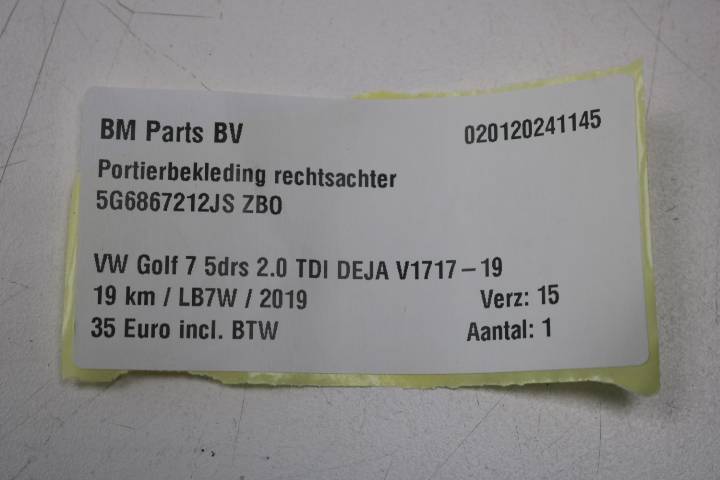 BM Parts BV 020120241145
Portierbekleding rechtsachter
5G6867212JS ZBO
VW Golf 7 5drs 2.0 TDI DEJA V1717-19
19 km / LB7W / 2019 Verz: 15
35 Euro incl. BTW Aantal: 1